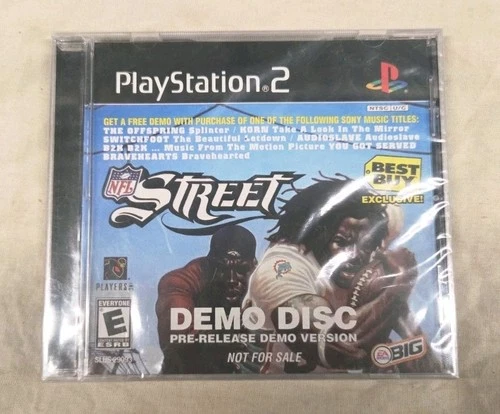 PlayStation®2
NTSC U/C
GET A FREE DEMO WITH PURCHASE OF ONE OF THE FOLLOWING SONY MUSIC TITLES:
THE OFFSPRING Splinter / KORN Take A Look In The Mirror
SWITCHFOOT The Beautiful Letdown / AUDIOSLAVE Audioslave
B2K B2K ... Music From The Motion Picture YOU GOT SERVED
BRAVEHEARTS Bravehearted
BEST BUY
EXCLUSIVE!
NFL
STREET
PLAYERS
EVERYONE
E
ESRB
DEMO DISC
PRE-RELEASE DEMO VERSION
NOT FOR SALE
EA SPORTS
BIG